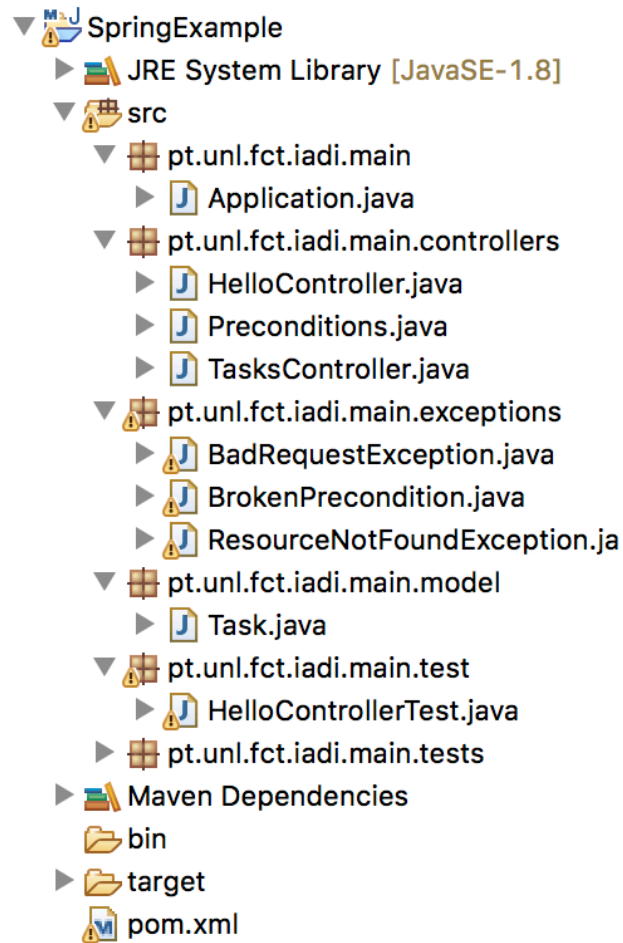 SpringExample
JRE System Library [JavaSE-1.8]
src
pt.unl.fct.iadi.main
Application.java
pt.unl.fct.iadi.main.controllers
HelloController.java
Preconditions.java
TasksController.java
pt.unl.fct.iadi.main.exceptions
BadRequestException.java
BrokenPrecondition.java
ResourceNotFoundException.ja
pt.unl.fct.iadi.main.model
Task.java
pt.unl.fct.iadi.main.test
HelloControllerTest.java
pt.unl.fct.iadi.main.tests
Maven Dependencies
bin
target
pom.xml